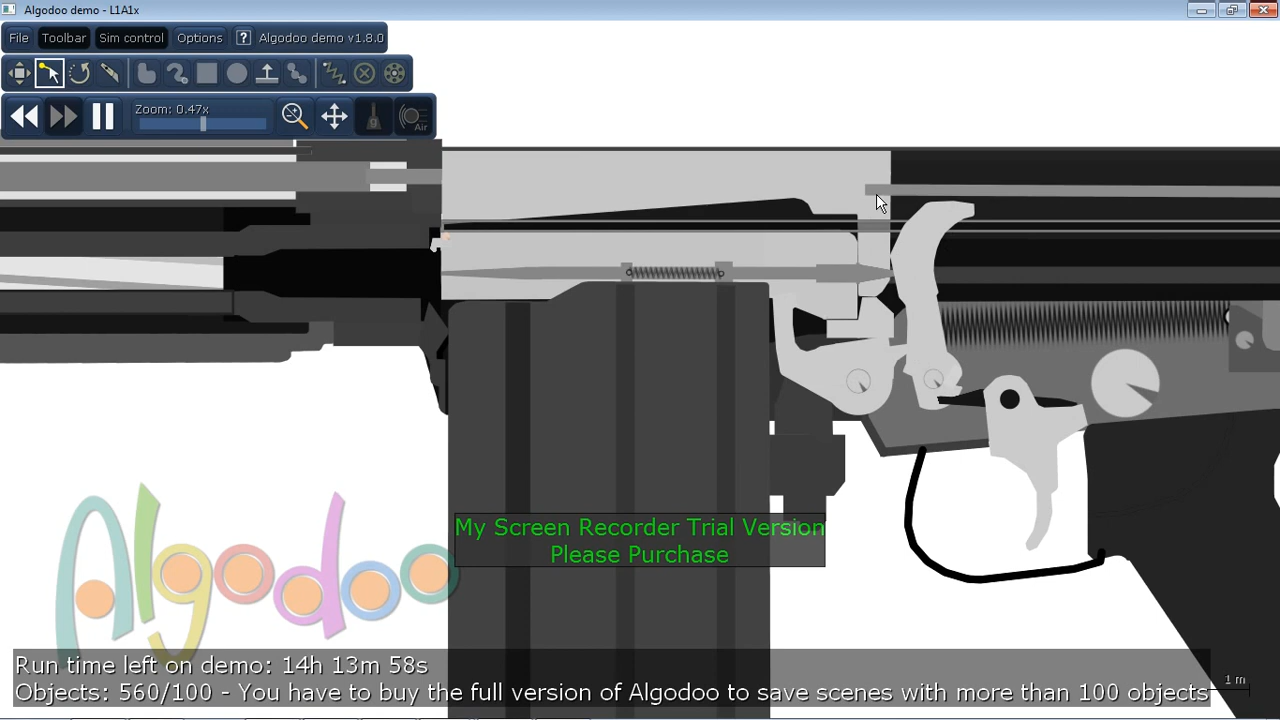 Algodoo demo - L1A1x
File Toolbar Sim control Options ? Algodoo demo v1.8.0
Zoom: 0.47x
g
Air
My Screen Recorder Trial Version
Please Purchase
Algodoo
Run time left on demo: 14h 13m 58s
Objects: 560/100 - You have to buy the full version of Algodoo to save scenes with more than 100 objects
1 m